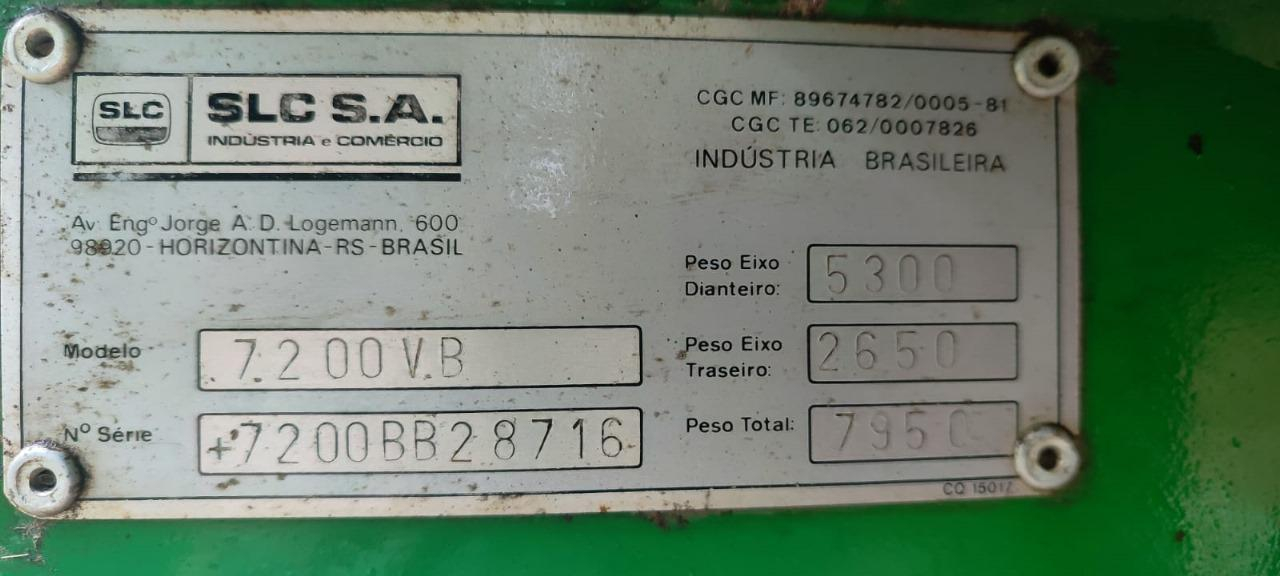 SLC
SLC S.A.
INDÚSTRIA e COMÉRCIO
CGC MF: 89674782/0005-81
CGC TE: 062/0007826
INDÚSTRIA BRASILEIRA
Av Engº Jorge A. D. Logemann, 600
98920 - HORIZONTINA - RS - BRASIL
Peso Eixo Dianteiro: 5300
Modelo 7200VB
Peso Eixo Traseiro: 2650
Nº Série +7200BB28716
Peso Total: 7950
CQ 15017